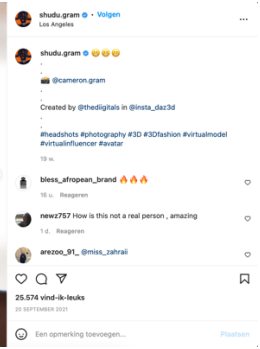 shudu.gram • Volgen
Los Angeles
shudu.gram 😊😊😊
.
.
📸 @cameron.gram
.
Created by @thediigitals in @insta_daz3d
.
.
#headshots #photography #3D #3Dfashion #virtualmodel
#virtualinfluencer #avatar
19 w.
bless_afropean_brand 🔥🔥🔥
16 u. Reageren
newz757 How is this not a real person , amazing
1 d. Reageren
arezoo_91_ @miss_zahraii
25.574 vind-ik-leuks
20 SEPTEMBER 2021
Een opmerking toevoegen...
Plaatsen